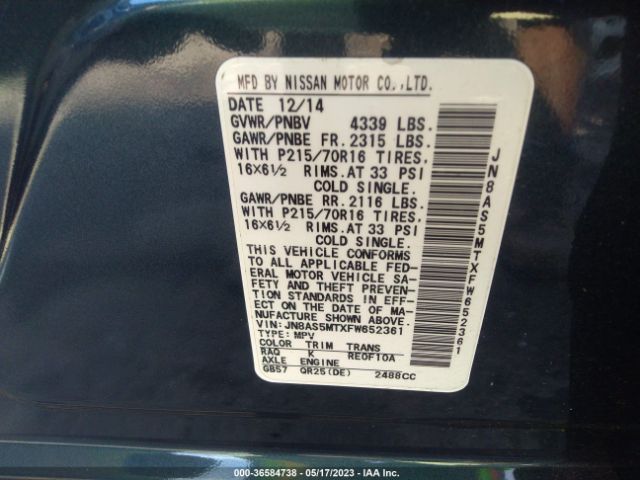 MFD BY NISSAN MOTOR CO.,LTD.
DATE 12/14
GVWR/PNBV 4339 LBS.
GAWR/PNBE FR. 2315 LBS.
WITH P215/70R16 TIRES.
16X6½ RIMS. AT 33 PSI
COLD SINGLE.
GAWR/PNBE RR. 2116 LBS.
WITH P215/70R16 TIRES.
16X6½ RIMS. AT 33 PSI
COLD SINGLE.
THIS VEHICLE CONFORMS
TO ALL APPLICABLE FED-
ERAL MOTOR VEHICLE SA-
FETY AND THEFT PREVEN-
TION STANDARDS IN EFF-
ECT ON THE DATE OF MA-
NUFACTURE SHOWN ABOVE.
VIN: JN8AS5MTXFW652361
TYPE: MPV
COLOR TRIM TRANS
RAQ K RE0F10A
AXLE ENGINE
GB57 QR25(DE) 2488CC
JN8AS5MTXFW652361
000-36584738 - 05/17/2023 - IAA Inc.